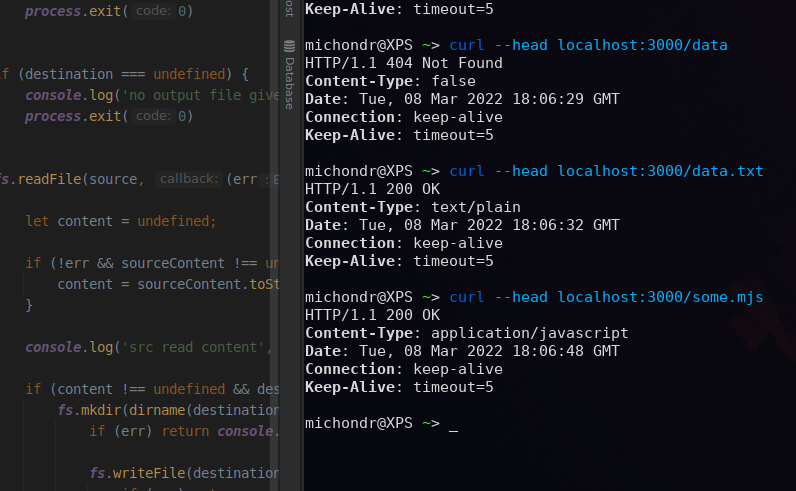 process.exit( code: 0)
if (destination === undefined) {
console.log('no output file give
process.exit( code: 0)
fs.readFile(source, callback: (err
let content = undefined;
if (!err && sourceContent !== un
content = sourceContent.toSt
}
console.log('src read content',
if (content !== undefined && des
fs.mkdir(dirname(destination
if (err) return console.
fs.writeFile(destination
Database
Keep-Alive: timeout=5
michondr@XPS ~> curl --head localhost:3000/data
HTTP/1.1 404 Not Found
Content-Type: false
Date: Tue, 08 Mar 2022 18:06:29 GMT
Connection: keep-alive
Keep-Alive: timeout=5
michondr@XPS ~> curl --head localhost:3000/data.txt
HTTP/1.1 200 OK
Content-Type: text/plain
Date: Tue, 08 Mar 2022 18:06:32 GMT
Connection: keep-alive
Keep-Alive: timeout=5
michondr@XPS ~> curl --head localhost:3000/some.mjs
HTTP/1.1 200 OK
Content-Type: application/javascript
Date: Tue, 08 Mar 2022 18:06:48 GMT
Connection: keep-alive
Keep-Alive: timeout=5
michondr@XPS ~> _